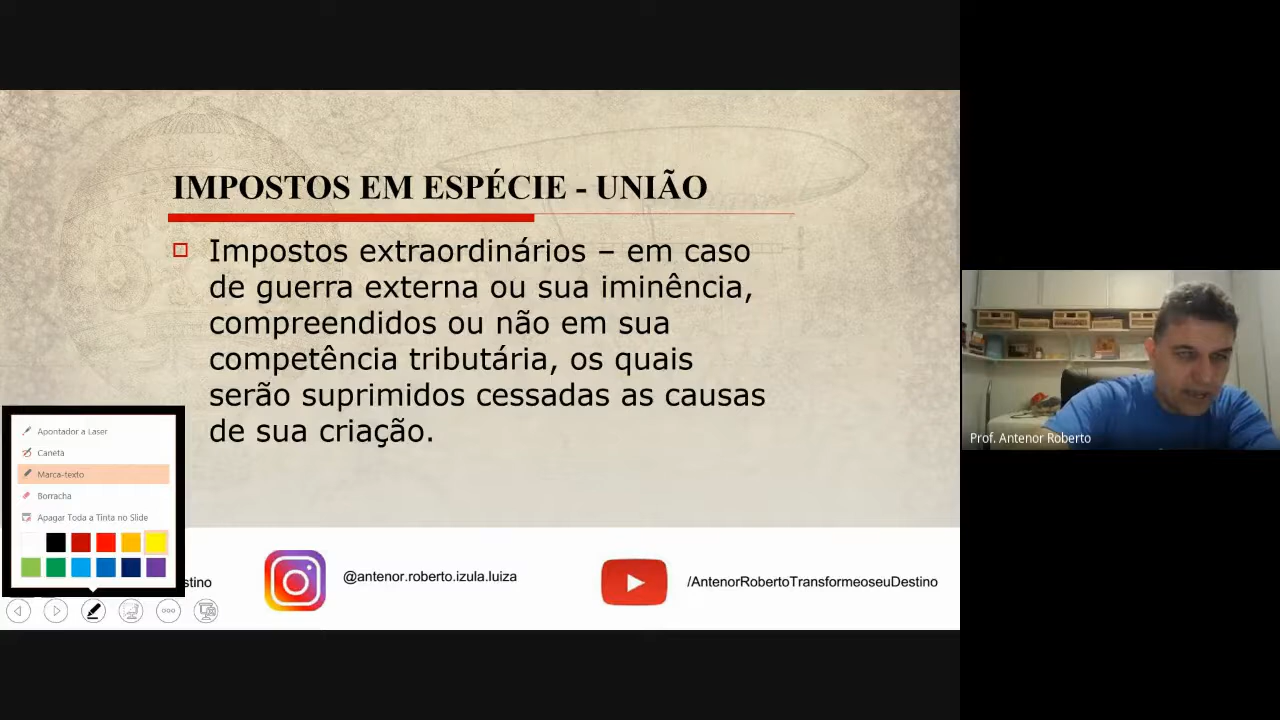 IMPOSTOS EM ESPÉCIE - UNIÃO
Impostos extraordinários – em caso
de guerra externa ou sua iminência,
compreendidos ou não em sua
competência tributária, os quais
serão suprimidos cessadas as causas
de sua criação.
Apontador a Laser
Caneta
Marca-texto
Borracha
Apagar Toda a Tinta no Slide
stino
@antenor.roberto.izula.luiza
/AntenorRobertoTransformeoseuDestino
Prof. Antenor Roberto